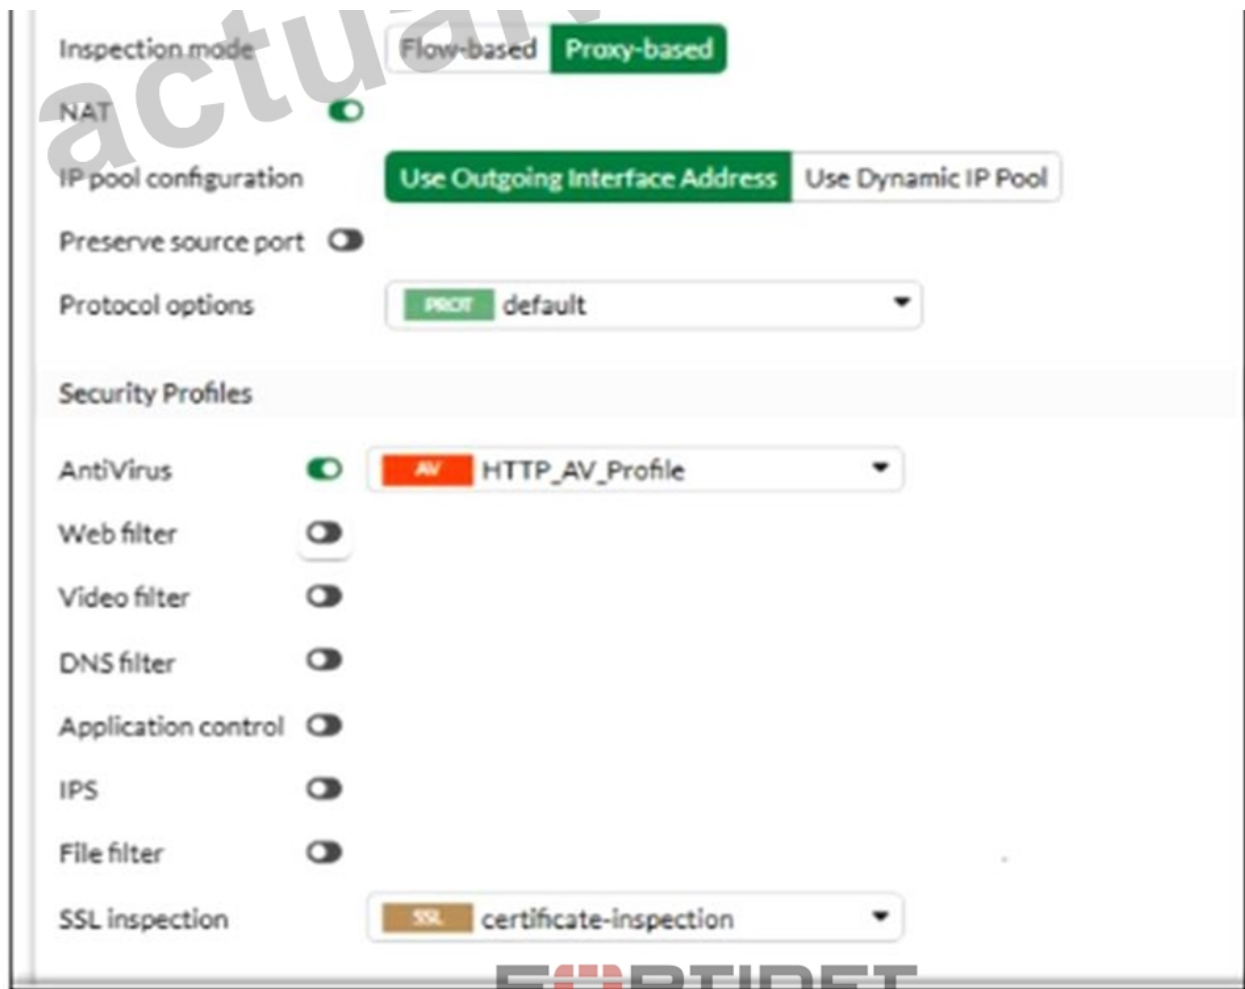 actual
Inspection mode Flow-based Proxy-based
NAT
IP pool configuration Use Outgoing Interface Address Use Dynamic IP Pool
Preserve source port
Protocol options PROT default
Security Profiles
AntiVirus AV HTTP_AV_Profile
Web filter
Video filter
DNS filter
Application control
IPS
File filter
SSL inspection SSL certificate-inspection